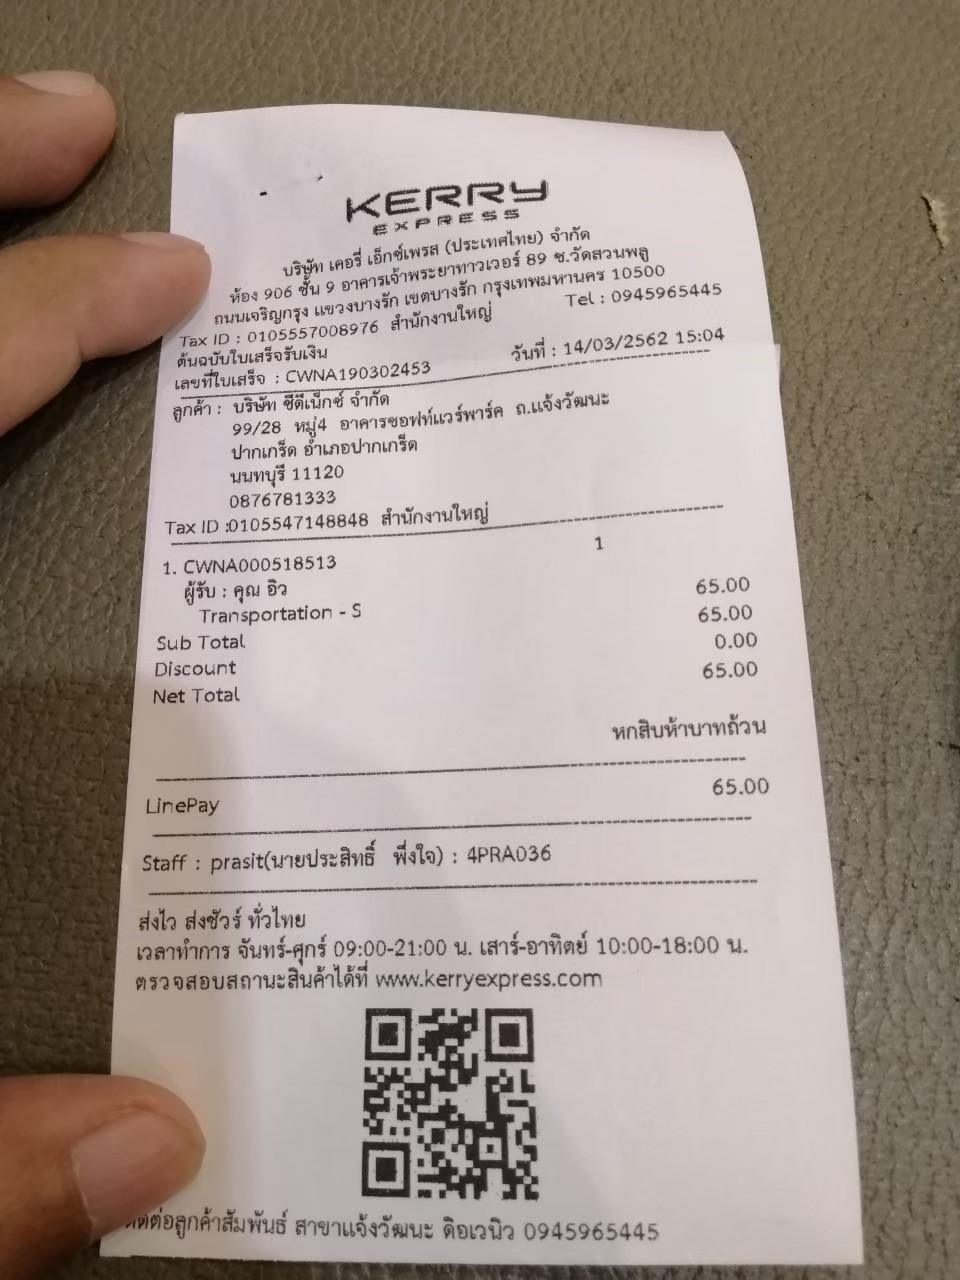 KERRY
EXPRESS
บริษัท เคอรี่ เอ็กซ์เพรส (ประเทศไทย) จำกัด
ห้อง 906 ชั้น 9 อาคารเจ้าพระยาทาวเวอร์ 89 ซ.วัดสวนพลู
ถนนเจริญกรุง แขวงบางรัก เขตบางรัก กรุงเทพมหานคร 10500
Tax ID : 0105557008976 สำนักงานใหญ่ Tel : 0945965445
ต้นฉบับใบเสร็จรับเงิน
เลขที่ใบเสร็จ : CWNA190302453 วันที่ : 14/03/2562 15:04
ลูกค้า : บริษัท ซีดีเน็กซ์ จำกัด
99/28 หมู่4 อาคารซอฟท์แวร์พาร์ค ถ.แจ้งวัฒนะ
ปากเกร็ด อำเภอปากเกร็ด
นนทบุรี 11120
0876781333
Tax ID :0105547148848 สำนักงานใหญ่
1. CWNA000518513 1
ผู้รับ : คุณ อิว
Transportation - S 65.00
Sub Total 65.00
Discount 0.00
Net Total 65.00
หกสิบห้าบาทถ้วน
LinePay 65.00
Staff : prasit(นายประสิทธิ์ พึ่งใจ) : 4PRA036
ส่งไว ส่งชัวร์ ทั่วไทย
เวลาทำการ จันทร์-ศุกร์ 09:00-21:00 น. เสาร์-อาทิตย์ 10:00-18:00 น.
ตรวจสอบสถานะสินค้าได้ที่ www.kerryexpress.com
ติดต่อลูกค้าสัมพันธ์ สาขาแจ้งวัฒนะ ดิอเวนิว 0945965445